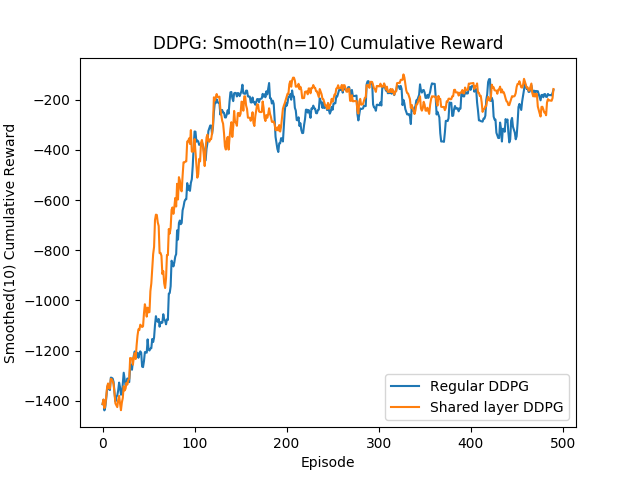 DDPG: Smooth(n=10) Cumulative Reward
Smoothed(10) Cumulative Reward
−200
−400
−600
−800
−1000
−1200
−1400
0
100
200
300
400
500
Episode
Regular DDPG
Shared layer DDPG